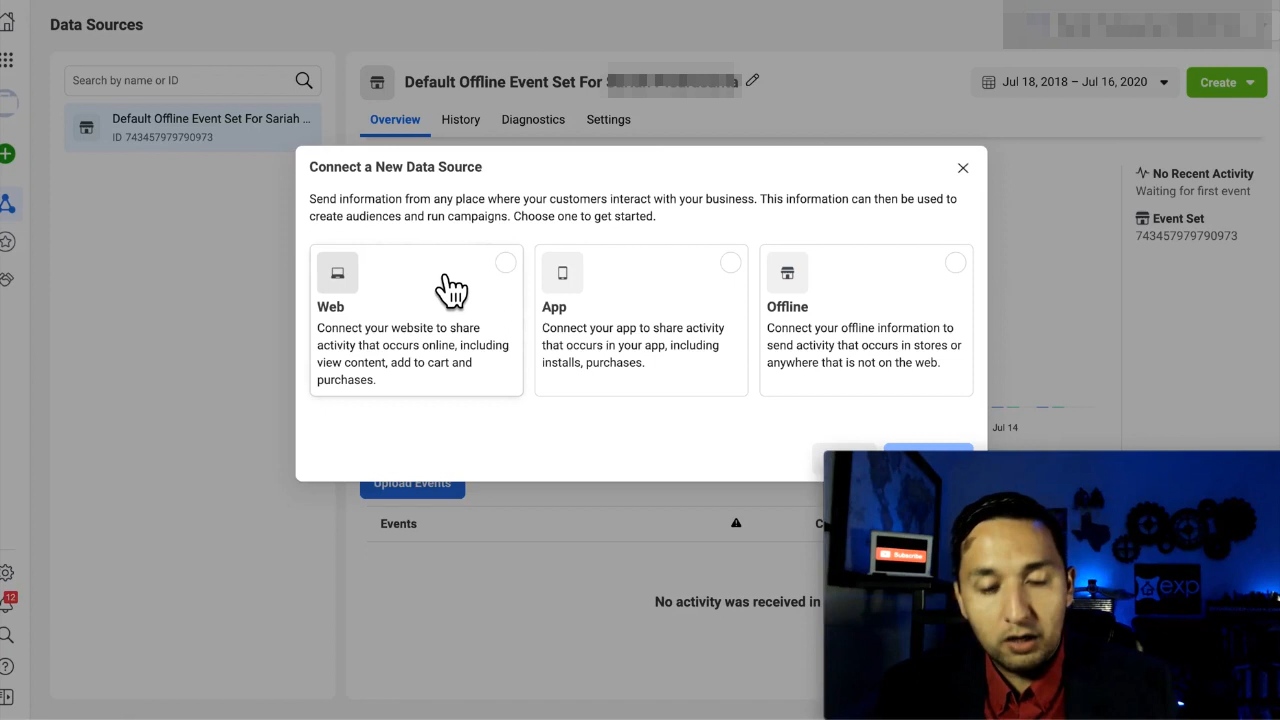 Data Sources
Search by name or ID
Default Offline Event Set For Sariah ...
ID 743457979790973
Default Offline Event Set For
Jul 18, 2018 – Jul 16, 2020
Create
Overview
History
Diagnostics
Settings
Connect a New Data Source
Send information from any place where your customers interact with your business. This information can then be used to
create audiences and run campaigns. Choose one to get started.
Web
Connect your website to share
activity that occurs online, including
view content, add to cart and
purchases.
App
Connect your app to share activity
that occurs in your app, including
installs, purchases.
Offline
Connect your offline information to
send activity that occurs in stores or
anywhere that is not on the web.
No Recent Activity
Waiting for first event
Event Set
743457979790973
Jul 14
Upload Events
Events
No activity was received in
12
Subscribe
exp